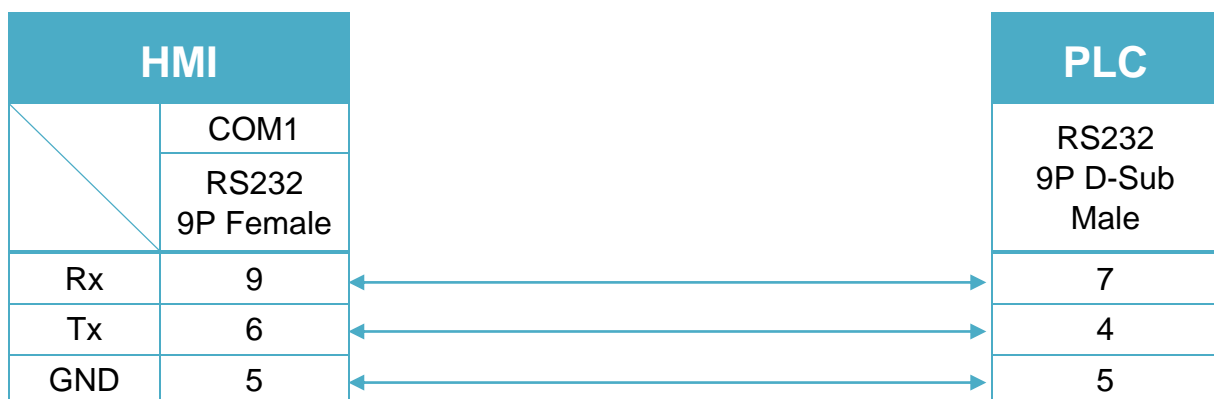 HMI PLC
COM1
RS232
9P Female
RS232
9P D-Sub
Male
Rx 9 7
Tx 6 4
GND 5 5